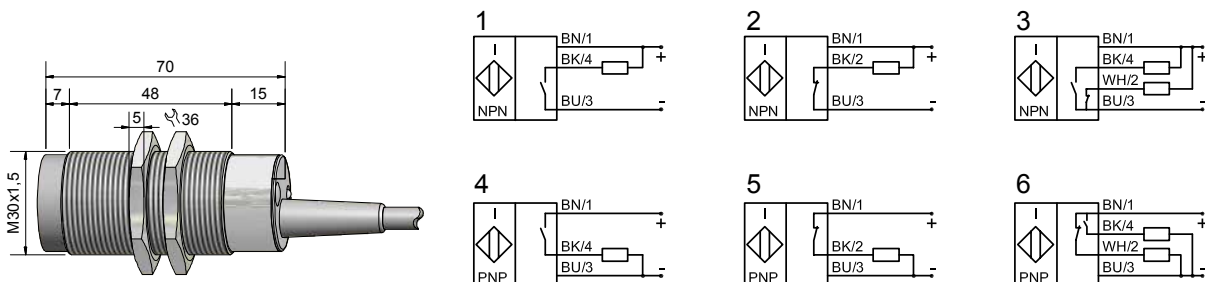 70
7
48
15
5
36
M30x1,5
1
BN/1
+
BK/4
BU/3
-
I
NPN
2
BN/1
+
BK/2
BU/3
-
I
NPN
3
BN/1
+
BK/4
WH/2
BU/3
-
I
NPN
4
BN/1
+
BK/4
BU/3
-
I
PNP
5
BN/1
+
BK/2
BU/3
-
I
PNP
6
BN/1
+
BK/4
WH/2
BU/3
-
I
PNP